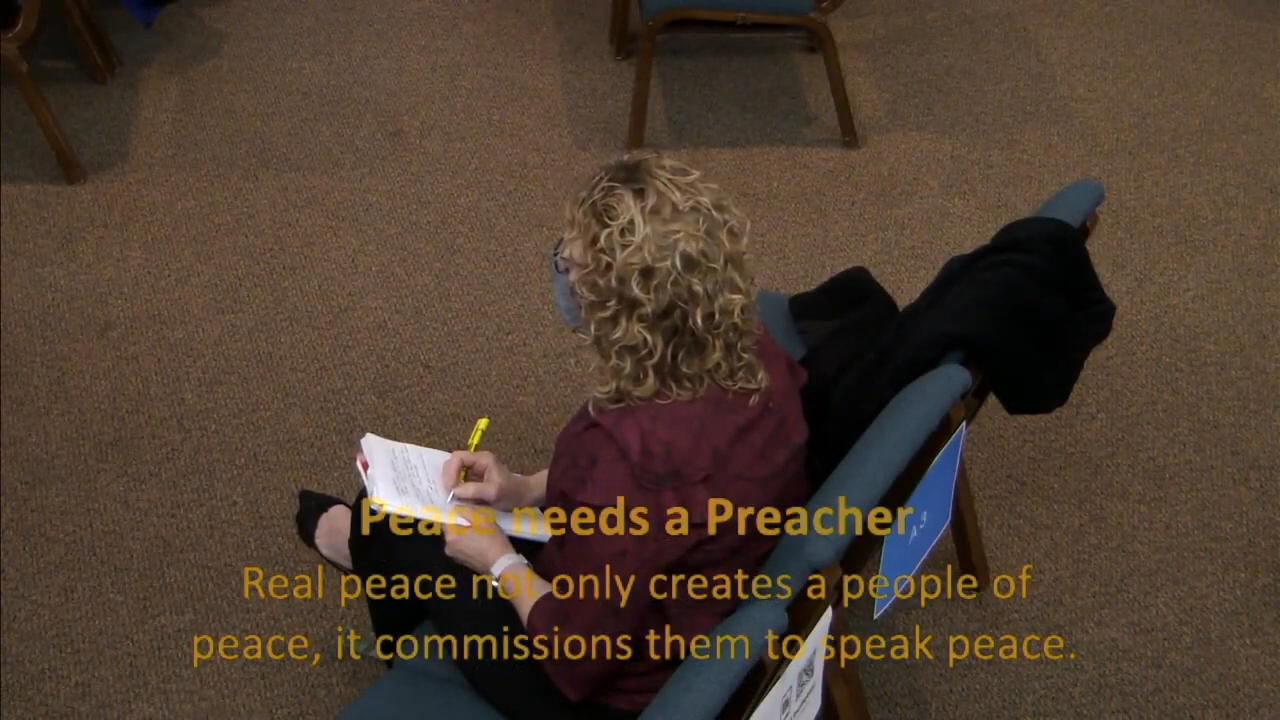 Peace needs a Preacher
Real peace not only creates a people of
peace, it commissions them to speak peace.